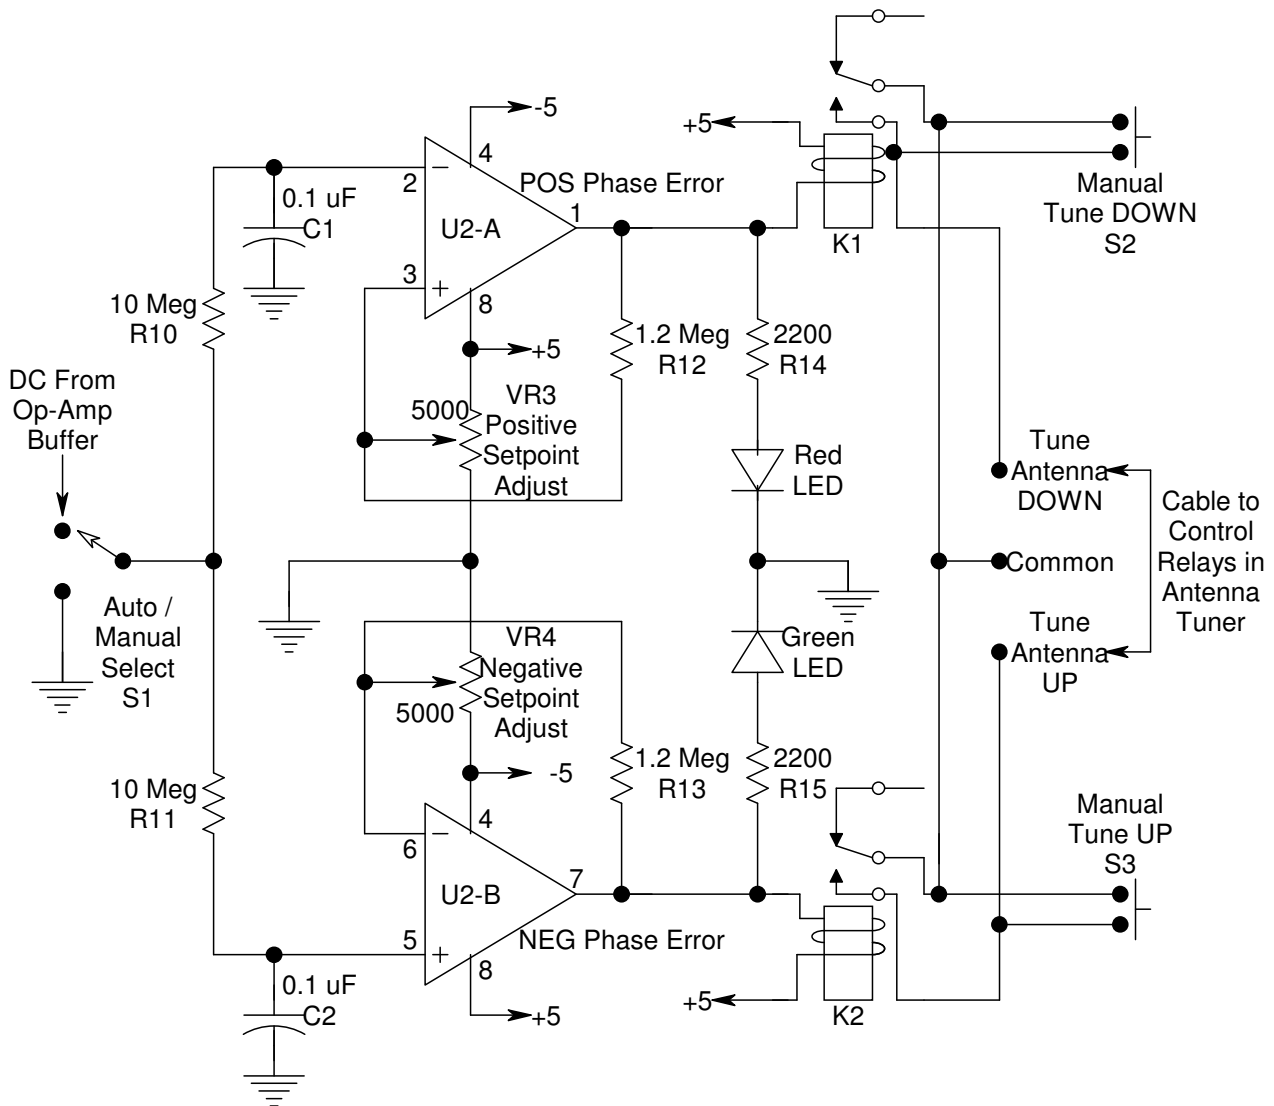 -5
+5
4
2
−
POS Phase Error
0.1 uF
C1
U2-A
1
Manual
Tune DOWN
S2
K1
3
+
8
10 Meg
R10
+5
1.2 Meg
R12
2200
R14
DC From
Op-Amp
Buffer
5000
VR3
Positive
Setpoint
Adjust
Red
LED
Tune
Antenna
DOWN
Cable to
Control
Relays in
Antenna
Tuner
Common
Auto /
Manual
Select
S1
VR4
Negative
Setpoint
Adjust
5000
Green
LED
Tune
Antenna
UP
10 Meg
R11
-5
1.2 Meg
R13
2200
R15
Manual
Tune UP
S3
4
6
−
U2-B
7
5
+
NEG Phase Error
8
0.1 uF
C2
+5
+5
K2